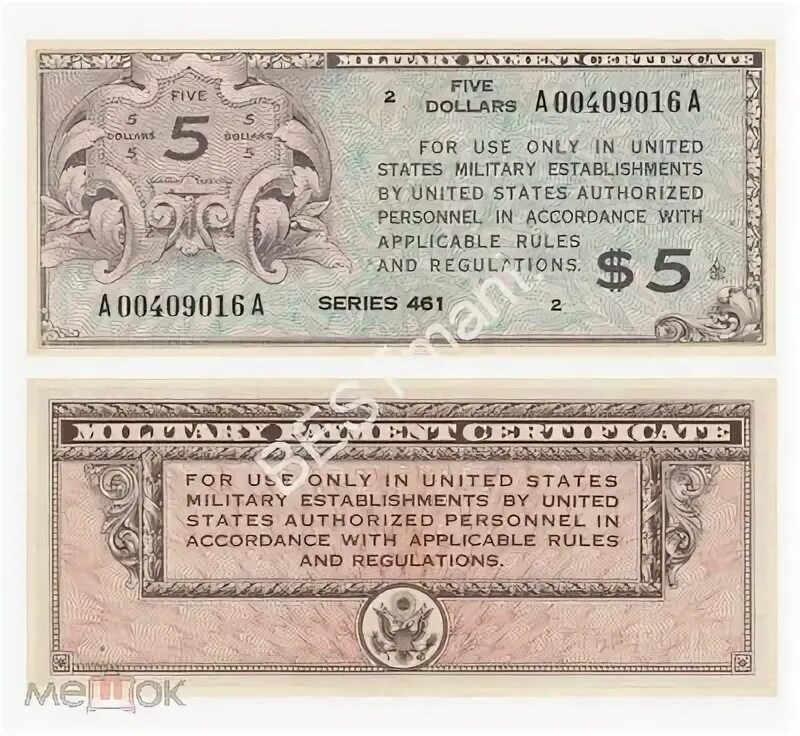 MILITARY PAYMENT CERTIFICATE
FIVE
5 5
DOLLARS 5 DOLLARS
5 5
2 FIVE DOLLARS A00409016A
FOR USE ONLY IN UNITED
STATES MILITARY ESTABLISHMENTS
BY UNITED STATES AUTHORIZED
PERSONNEL IN ACCORDANCE WITH
APPLICABLE RULES
AND REGULATIONS. $5
A00409016A SERIES 461 2
BESTmani
MILITARY PAYMENT CERTIFICATE
FOR USE ONLY IN UNITED STATES
MILITARY ESTABLISHMENTS BY UNITED
STATES AUTHORIZED PERSONNEL IN
ACCORDANCE WITH APPLICABLE RULES
AND REGULATIONS.
мешок